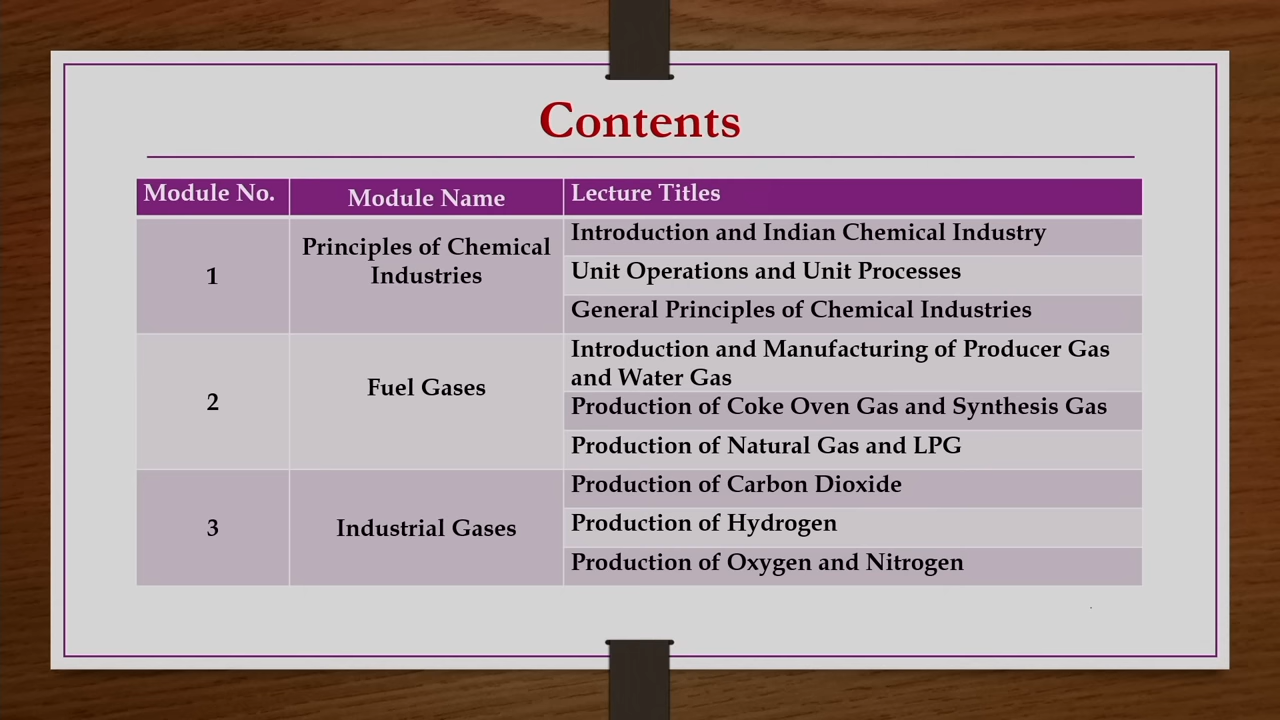 Contents
Module No.
Module Name
Lecture Titles
1
Principles of Chemical
Industries
Introduction and Indian Chemical Industry
Unit Operations and Unit Processes
General Principles of Chemical Industries
2
Fuel Gases
Introduction and Manufacturing of Producer Gas
and Water Gas
Production of Coke Oven Gas and Synthesis Gas
Production of Natural Gas and LPG
3
Industrial Gases
Production of Carbon Dioxide
Production of Hydrogen
Production of Oxygen and Nitrogen